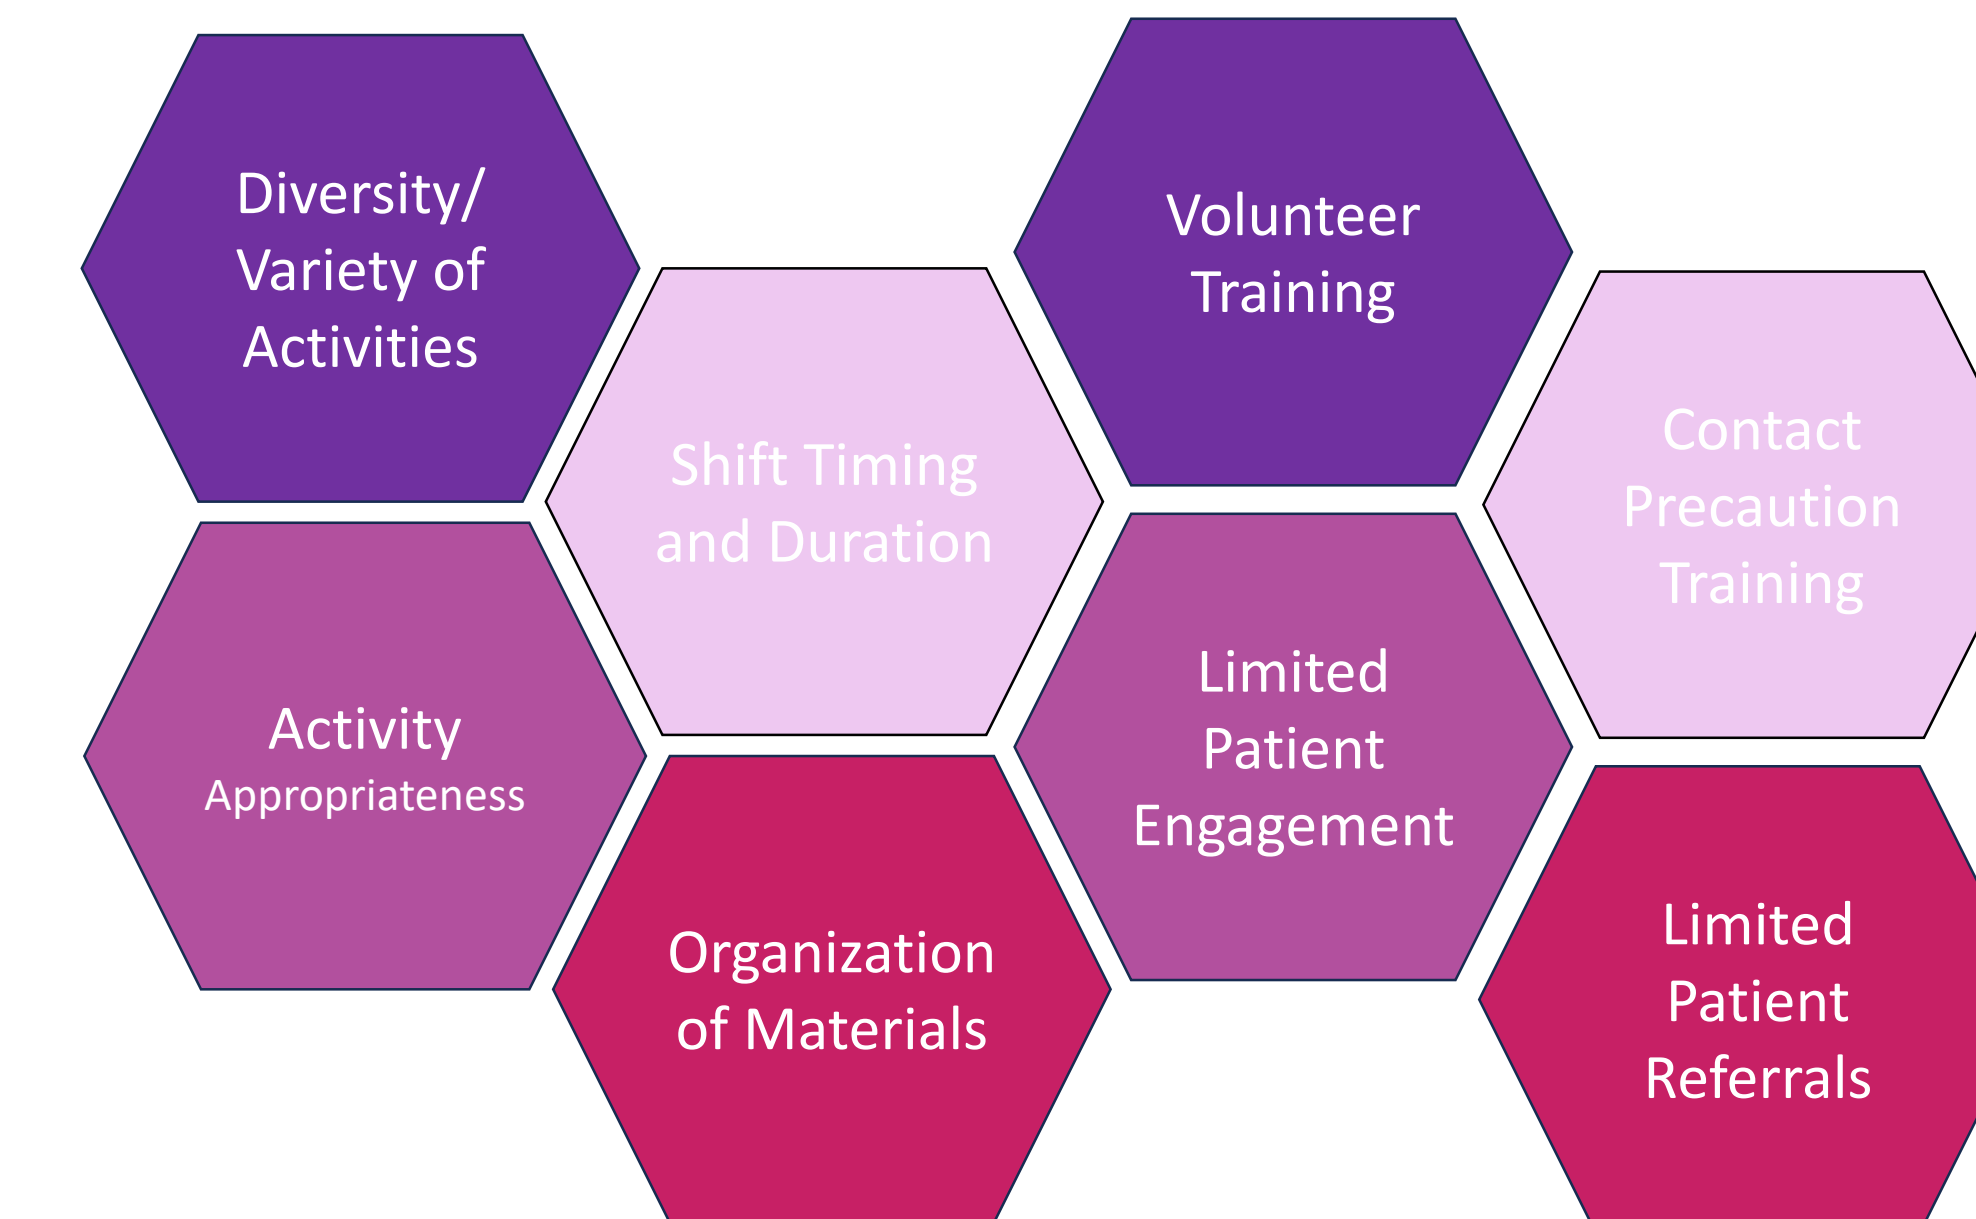 Diversity/
Variety of
Activities
Volunteer
Training
Shift Timing
and Duration
Contact
Precaution
Training
Activity
Appropriateness
Limited
Patient
Engagement
Organization
of Materials
Limited
Patient
Referrals